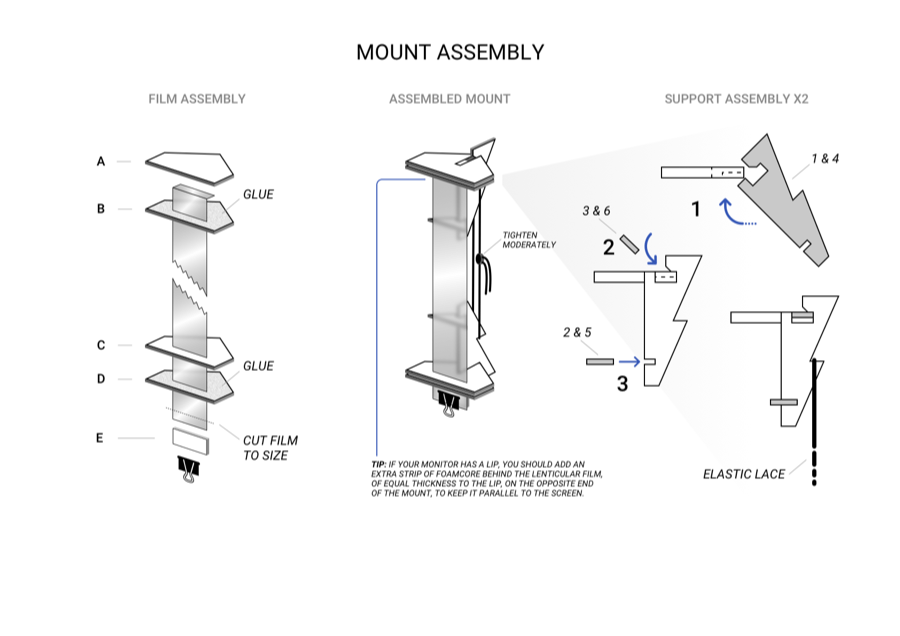 MOUNT ASSEMBLY
FILM ASSEMBLY
A
B
GLUE
C
D
GLUE
E
CUT FILM
TO SIZE
ASSEMBLED MOUNT
TIGHTEN
MODERATELY
TIP: IF YOUR MONITOR HAS A LIP, YOU SHOULD ADD AN
EXTRA STRIP OF FOAMCORE BEHIND THE LENTICULAR FILM,
OF EQUAL THICKNESS TO THE LIP, ON THE OPPOSITE END
OF THE MOUNT, TO KEEP IT PARALLEL TO THE SCREEN.
SUPPORT ASSEMBLY X2
1 & 4
1
3 & 6
2
2 & 5
3
ELASTIC LACE